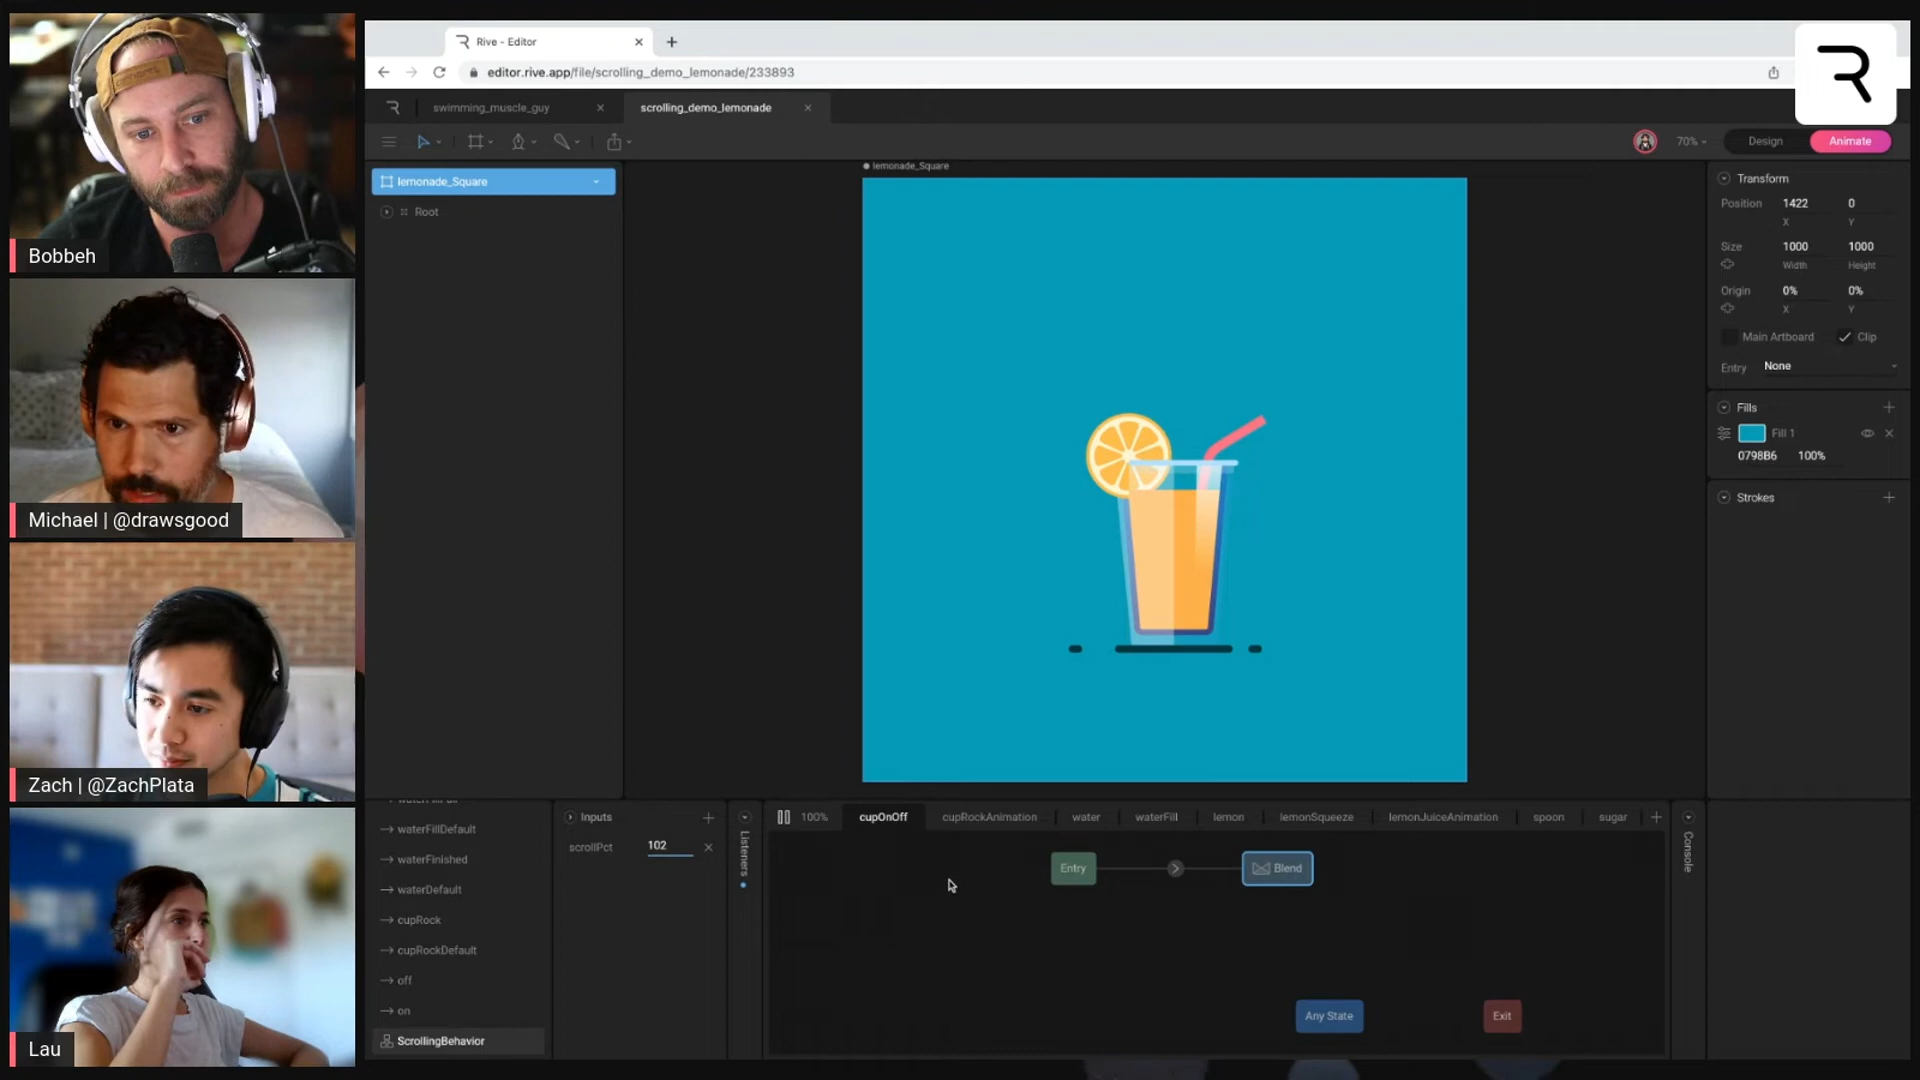 Rive - Editor
editor.rive.app/file/scrolling_demo_lemonade/233893
swimming_muscle_guy
scrolling_demo_lemonade
70%
Design
Animate
lemonade_Square
Root
lemonade_Square
Transform
Position 1422 0
X Y
Size 1000 1000
Width Height
Origin 0% 0%
X Y
Main Artboard Clip
Entry None
Fills
Fill 1
0798B6 100%
Strokes
Bobbeh
Michael | @drawsgood
Zach | @ZachPlata
Lau
waterFillDefault
waterFinished
waterDefault
cupRock
cupRockDefault
off
on
ScrollingBehavior
Inputs
scrollPct 102
Listeners
100%
cupOnOff
cupRockAnimation
water
waterFill
lemon
lemonSqueeze
lemonJuiceAnimation
spoon
sugar
Entry
Blend
Any State
Exit
Console